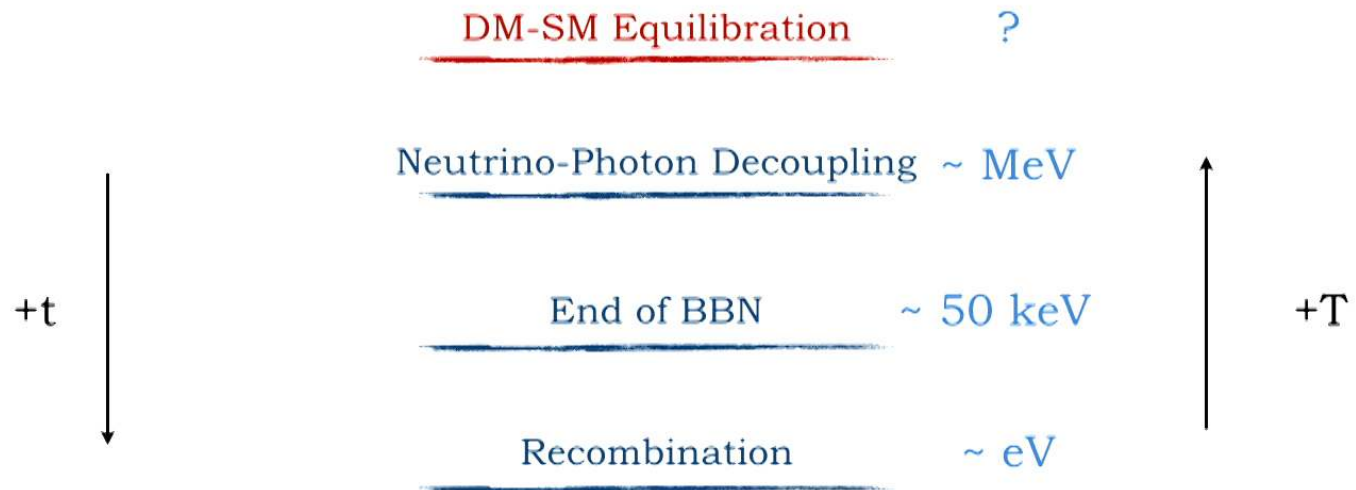 DM-SM Equilibration ?
Neutrino-Photon Decoupling ~ MeV
+t End of BBN ~ 50 keV +T
Recombination ~ eV